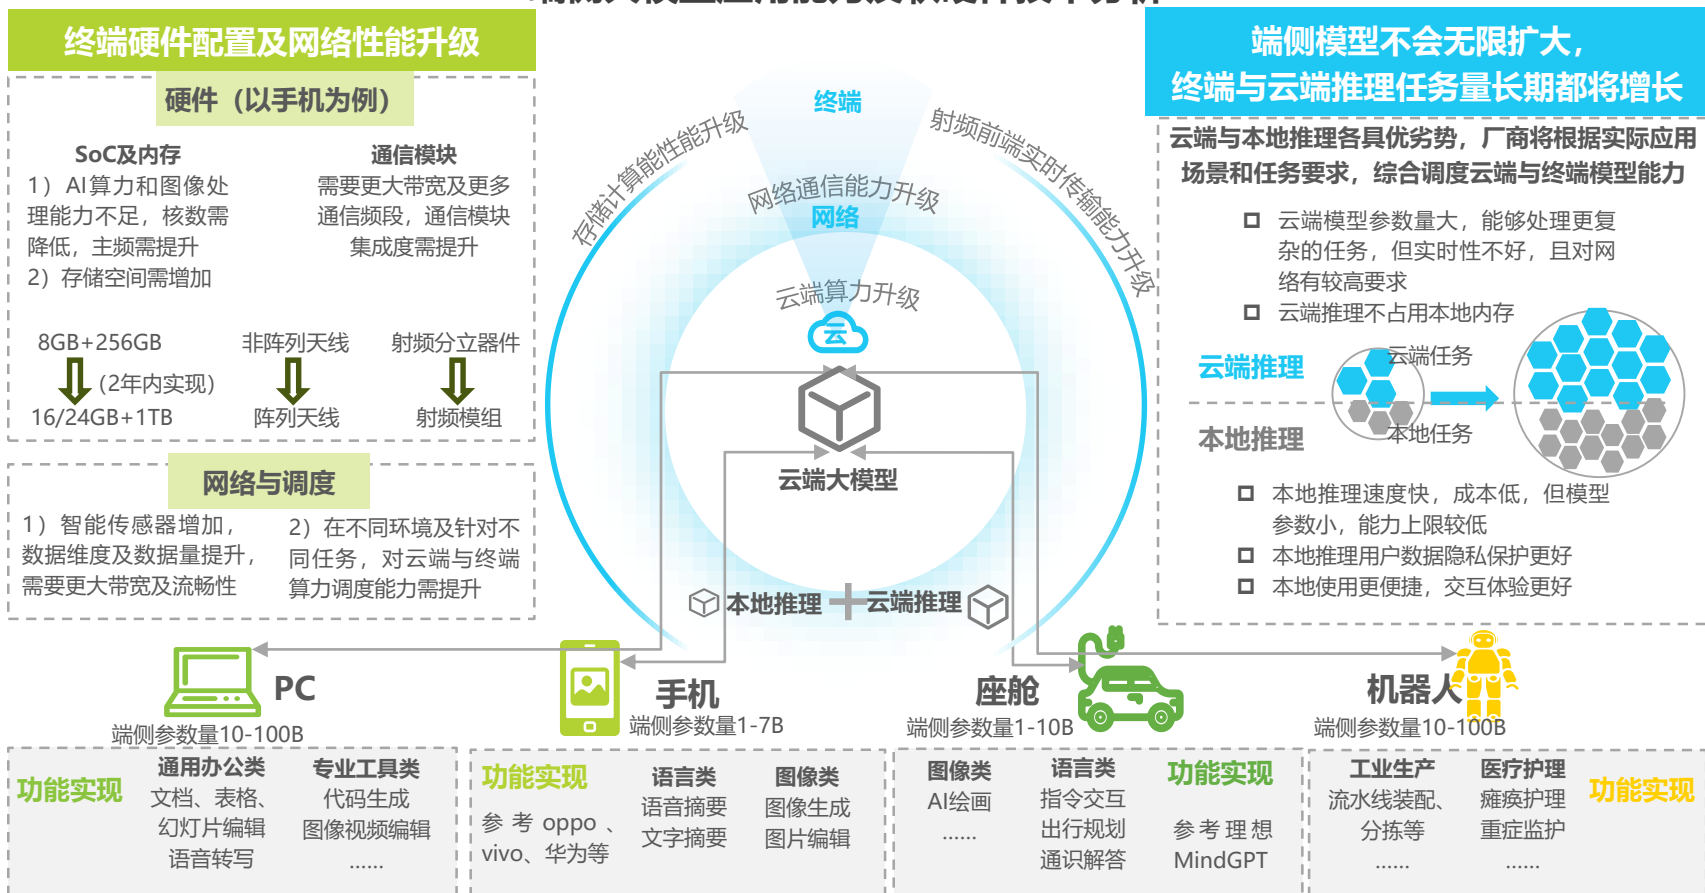 终端硬件配置及网络性能升级
硬件（以手机为例）
SoC及内存
1）AI算力和图像处
理能力不足，核数需
降低，主频需提升
2）存储空间需增加
通信模块
需要更大带宽及更多
通信频段，通信模块
集成度需提升
8GB+256GB
(2年内实现)
16/24GB+1TB
非阵列天线
阵列天线
射频分立器件
射频模组
网络与调度
1）智能传感器增加，
数据维度及数据量提升，
需要更大带宽及流畅性
2）在不同环境及针对不
同任务，对云端与终端
算力调度能力需提升
终端
存储计算能性能升级
射频前端实时传输能力升级
网络通信能力升级
网络
云端算力升级
云
云端大模型
本地推理
云端推理
端侧模型不会无限扩大，
终端与云端推理任务量长期都将增长
云端与本地推理各具优劣势，厂商将根据实际应用
场景和任务要求，综合调度云端与终端模型能力
云端模型参数量大，能够处理更复
杂的任务，但实时性不好，且对网
络有较高要求
云端推理不占用本地内存
云端推理
云端任务
本地推理
本地任务
本地推理速度快，成本低，但模型
参数小，能力上限较低
本地推理用户数据隐私保护更好
本地使用更便捷，交互体验更好
PC
端侧参数量10-100B
手机
端侧参数量1-7B
座舱
端侧参数量1-10B
机器人
端侧参数量10-100B
功能实现
通用办公类
文档、表格、
幻灯片编辑
语音转写
专业工具类
代码生成
图像视频编辑
......
功能实现
参考oppo、
vivo、华为等
语言类
语音摘要
文字摘要
图像类
图像生成
图片编辑
图像类
AI绘画
......
语言类
指令交互
出行规划
通识解答
功能实现
参考理想
MindGPT
工业生产
流水线装配、
分拣等
......
医疗护理
瘫痪护理
重症监护
......
功能实现